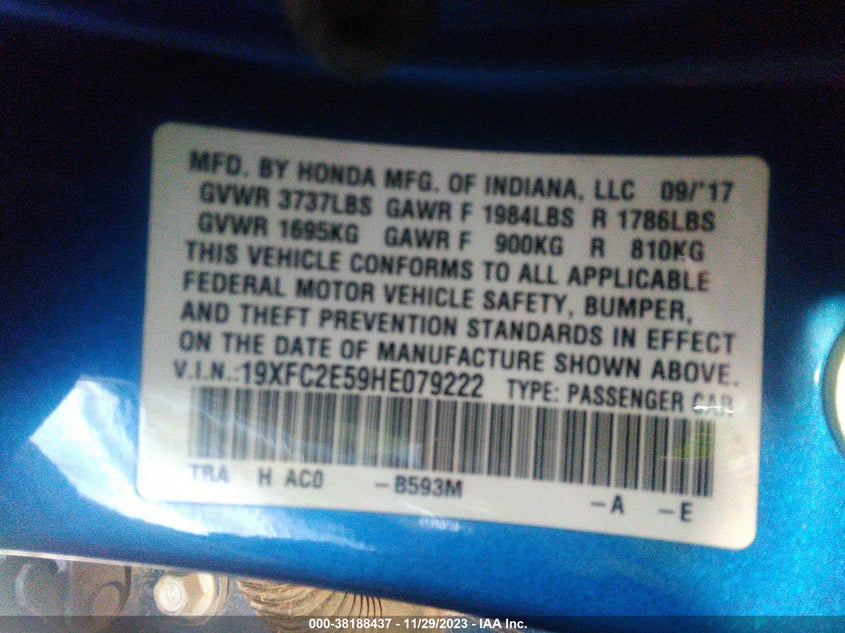 MFD. BY HONDA MFG. OF INDIANA, LLC 09/'17
GVWR 3737LBS GAWR F 1984LBS R 1786LBS
GVWR 1695KG GAWR F 900KG R 810KG
THIS VEHICLE CONFORMS TO ALL APPLICABLE
FEDERAL MOTOR VEHICLE SAFETY, BUMPER,
AND THEFT PREVENTION STANDARDS IN EFFECT
ON THE DATE OF MANUFACTURE SHOWN ABOVE.
V.I.N.:19XFC2E59HE079222 TYPE: PASSENGER CAR
TRA H AC0 -B593M -A -E
000-38188437 - 11/29/2023 - IAA Inc.